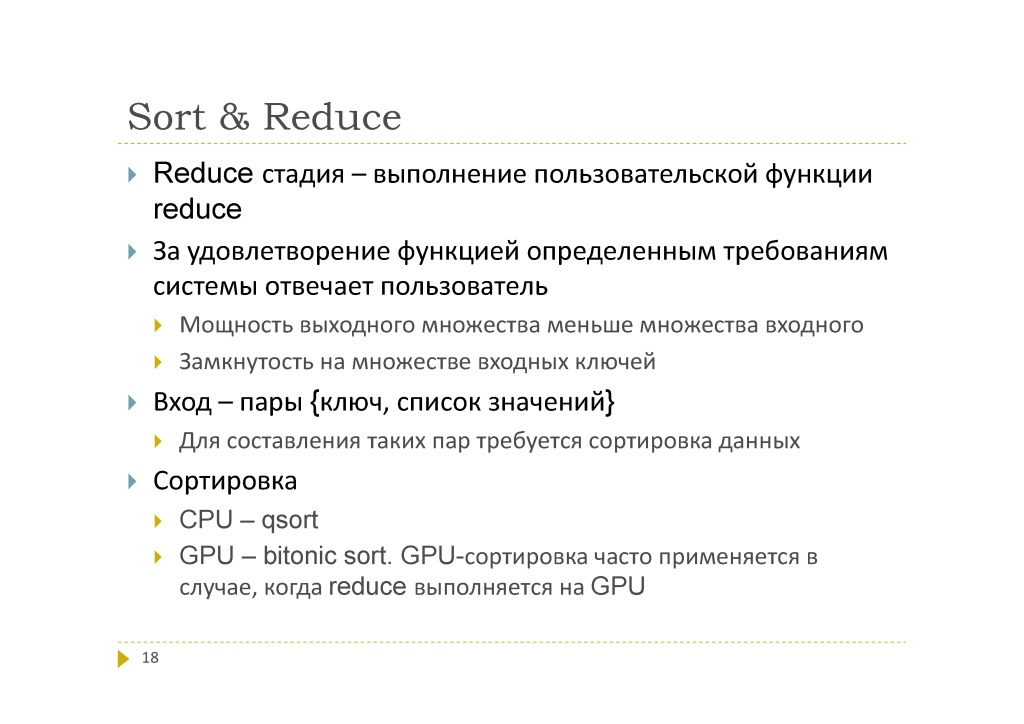 Sort & Reduce
Reduce стадия – выполнение пользовательской функции
reduce
За удовлетворение функцией определенным требованиям
системы отвечает пользователь
Мощность выходного множества меньше множества входного
Замкнутость на множестве входных ключей
Вход – пары {ключ, список значений}
Для составления таких пар требуется сортировка данных
Сортировка
CPU – qsort
GPU – bitonic sort. GPU-сортировка часто применяется в
случае, когда reduce выполняется на GPU
18